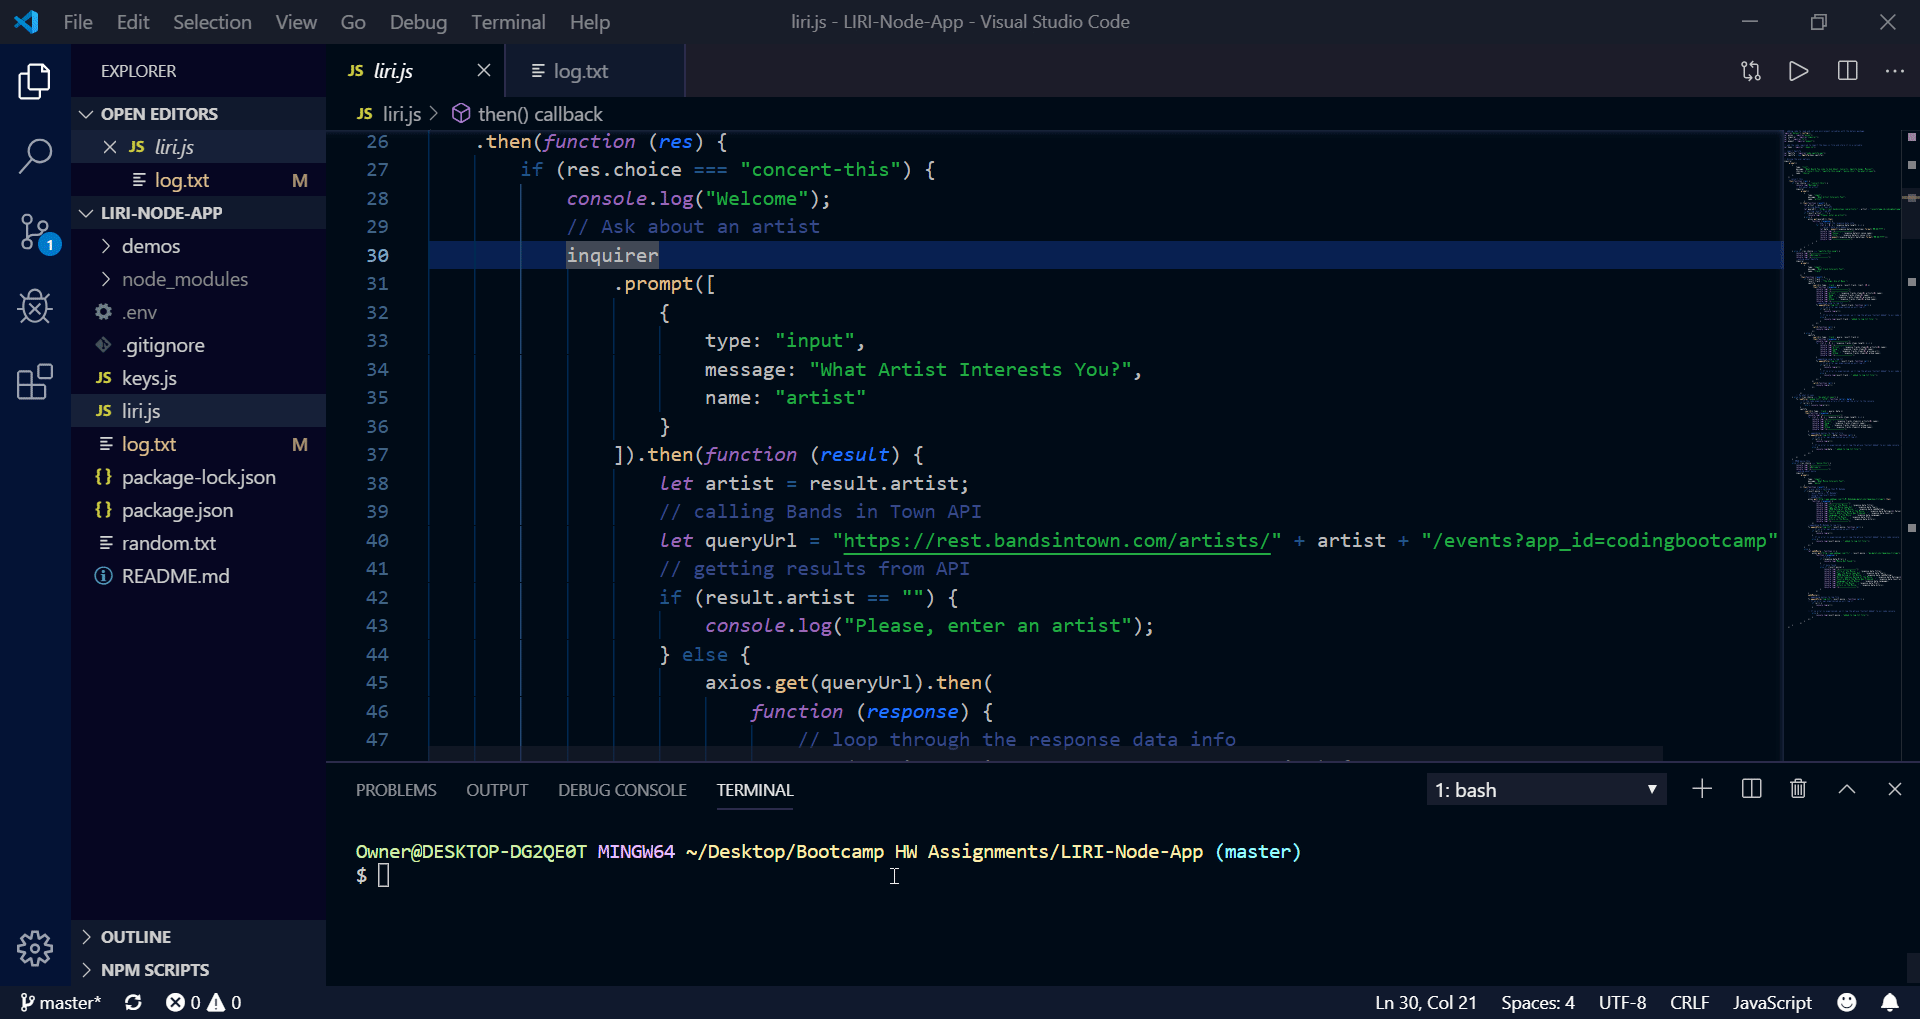 File Edit Selection View Go Debug Terminal Help liri.js - LIRI-Node-App - Visual Studio Code
EXPLORER
JS liri.js
log.txt
OPEN EDITORS
JS liri.js
log.txt M
LIRI-NODE-APP
demos
node_modules
.env
.gitignore
JS keys.js
JS liri.js
log.txt M
{} package-lock.json
{} package.json
random.txt
README.md
OUTLINE
NPM SCRIPTS
1
JS liri.js > then() callback
26 .then(function (res) {
27 if (res.choice === "concert-this") {
28 console.log("Welcome");
29 // Ask about an artist
30 inquirer
31 .prompt([
32 {
33 type: "input",
34 message: "What Artist Interests You?",
35 name: "artist"
36 }
37 ]).then(function (result) {
38 let artist = result.artist;
39 // calling Bands in Town API
40 let queryUrl = "https://rest.bandsintown.com/artists/" + artist + "/events?app_id=codingbootcamp"
41 // getting results from API
42 if (result.artist == "") {
43 console.log("Please, enter an artist");
44 } else {
45 axios.get(queryUrl).then(
46 function (response) {
47 // loop through the response data info
PROBLEMS OUTPUT DEBUG CONSOLE TERMINAL 1: bash
Owner@DESKTOP-DG2QE0T MINGW64 ~/Desktop/Bootcamp HW Assignments/LIRI-Node-App (master)
$
master* 0 0 Ln 30, Col 21 Spaces: 4 UTF-8 CRLF JavaScript